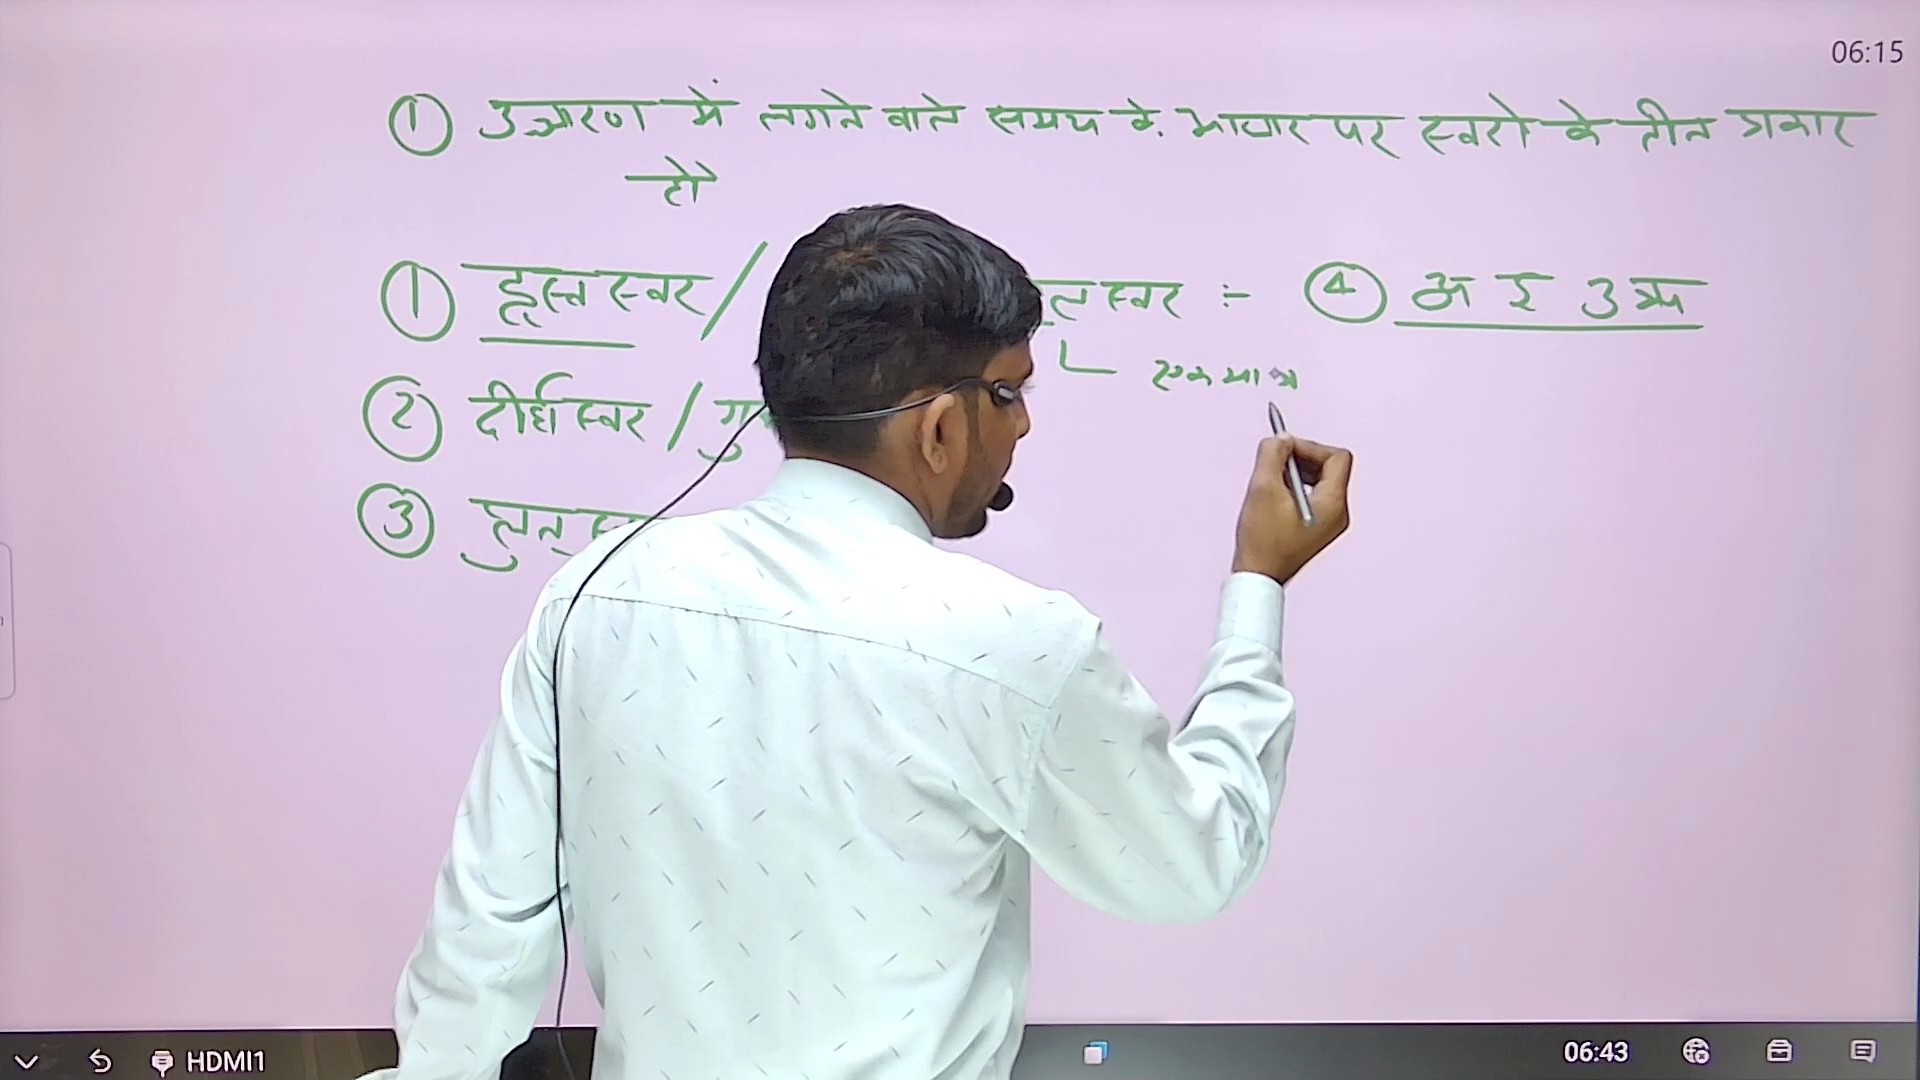 06:15
① उच्चारण में लगने वाले समय के आधार पर स्वरो के तीन प्रकार
होते
① ह्रस्व स्वर / स्वर :- ④ अ इ उ ऋ
एकमात्र
② दीर्घ स्वर /
③ प्लुत
HDMI1 06:43